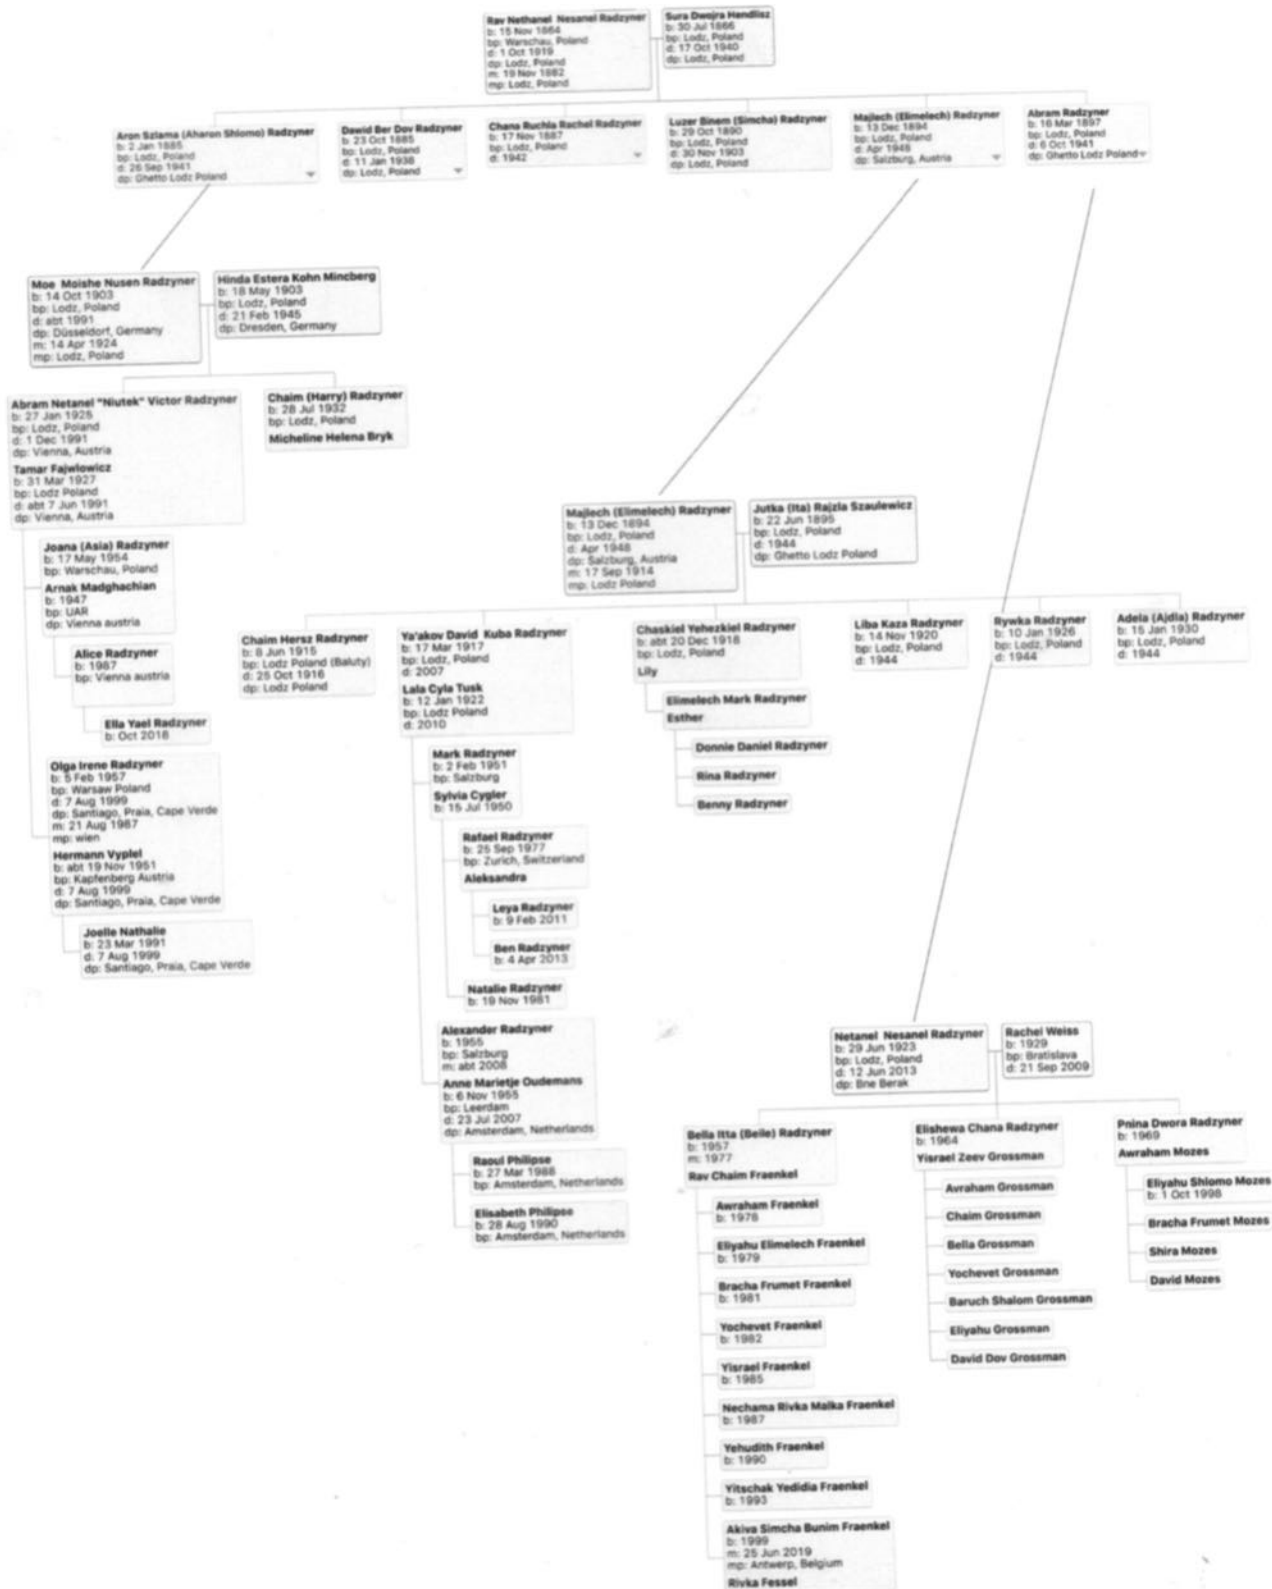 Rav Nethanel Nesanel Radzyner
b: 15 Nov 1864
bp: Warschau, Poland
d: 1 Oct 1919
dp: Lodz, Poland
m: 19 Nov 1882
mp: Lodz, Poland
Sura Dwojra Hendlisz
b: 30 Jul 1866
bp: Lodz, Poland
d: 17 Oct 1940
dp: Lodz, Poland
Aron Szlama (Aharon Shlomo) Radzyner
b: 2 Jan 1885
bp: Lodz, Poland
d: 26 Sep 1941
dp: Ghetto Lodz Poland
Dawid Ber Dov Radzyner
b: 23 Oct 1885
bp: Lodz, Poland
d: 11 Jan 1938
dp: Lodz, Poland
Chana Ruchla Rachel Radzyner
b: 17 Nov 1887
bp: Lodz, Poland
d: 1942
Luzer Binem (Simcha) Radzyner
b: 29 Oct 1890
bp: Lodz, Poland
d: 30 Nov 1903
dp: Lodz, Poland
Majlech (Elimelech) Radzyner
b: 13 Dec 1894
bp: Lodz, Poland
d: Apr 1948
dp: Salzburg, Austria
Abram Radzyner
b: 16 Mar 1897
bp: Lodz, Poland
d: 6 Oct 1941
dp: Ghetto Lodz Poland
Moe Moishe Nusen Radzyner
b: 14 Oct 1903
bp: Lodz, Poland
d: abt 1991
dp: Düsseldorf, Germany
m: 14 Apr 1924
mp: Lodz, Poland
Hinda Estera Kohn Mincberg
b: 18 May 1903
bp: Lodz, Poland
d: 21 Feb 1945
dp: Dresden, Germany
Abram Netanel "Niutek" Victor Radzyner
b: 27 Jan 1925
bp: Lodz, Poland
d: 1 Dec 1991
dp: Vienna, Austria
Tamar Fajwlowicz
b: 31 Mar 1927
bp: Lodz Poland
d: abt 7 Jun 1991
dp: Vienna, Austria
Chaim (Harry) Radzyner
b: 28 Jul 1932
bp: Lodz, Poland
Micheline Helena Bryk
Joana (Asia) Radzyner
b: 17 May 1954
bp: Warschau, Poland
Arnak Madghachian
b: 1947
bp: UAR
dp: Vienna austria
Alice Radzyner
b: 1987
bp: Vienna austria
Ella Yael Radzyner
b: Oct 2018
Olga Irene Radzyner
b: 5 Feb 1957
bp: Warsaw Poland
d: 7 Aug 1999
dp: Santiago, Praia, Cape Verde
m: 21 Aug 1987
mp: wien
Hermann Vyplel
b: abt 19 Nov 1951
bp: Kapfenberg Austria
d: 7 Aug 1999
dp: Santiago, Praia, Cape Verde
Joelle Nathalie
b: 23 Mar 1991
d: 7 Aug 1999
dp: Santiago, Praia, Cape Verde
Majlech (Elimelech) Radzyner
b: 13 Dec 1894
bp: Lodz, Poland
d: Apr 1948
dp: Salzburg, Austria
m: 17 Sep 1914
mp: Lodz Poland
Jutka (Ita) Rajzla Szaulewicz
b: 22 Jun 1895
bp: Lodz, Poland
d: 1944
dp: Ghetto Lodz Poland
Chaim Hersz Radzyner
b: 8 Jun 1915
bp: Lodz Poland (Baluty)
d: 25 Oct 1916
dp: Lodz Poland
Ya'akov David Kuba Radzyner
b: 17 Mar 1917
bp: Lodz, Poland
d: 2007
Lala Cyla Tusk
b: 12 Jan 1922
bp: Lodz Poland
d: 2010
Chaskiel Yehezkiel Radzyner
b: abt 20 Dec 1918
bp: Lodz, Poland
Lily
Liba Kaza Radzyner
b: 14 Nov 1920
bp: Lodz, Poland
d: 1944
Rywka Radzyner
b: 10 Jan 1926
bp: Lodz, Poland
d: 1944
Adela (Ajdla) Radzyner
b: 15 Jan 1930
bp: Lodz, Poland
d: 1944
Elimelech Mark Radzyner
Esther
Donnie Daniel Radzyner
Rina Radzyner
Benny Radzyner
Mark Radzyner
b: 2 Feb 1951
bp: Salzburg
Sylvia Cygler
b: 15 Jul 1950
Rafael Radzyner
b: 25 Sep 1977
bp: Zurich, Switzerland
Aleksandra
Leya Radzyner
b: 9 Feb 2011
Ben Radzyner
b: 4 Apr 2013
Natalie Radzyner
b: 19 Nov 1981
Alexander Radzyner
b: 1955
bp: Salzburg
m: abt 2008
Anne Marietje Oudemans
b: 6 Nov 1955
bp: Leerdam
d: 23 Jul 2007
dp: Amsterdam, Netherlands
Raoul Philipse
b: 27 Mar 1988
bp: Amsterdam, Netherlands
Elisabeth Philipse
b: 28 Aug 1990
bp: Amsterdam, Netherlands
Netanel Nesanel Radzyner
b: 29 Jun 1923
bp: Lodz, Poland
d: 12 Jun 2013
dp: Bne Berak
Rachel Weiss
b: 1929
bp: Bratislava
d: 21 Sep 2009
Bella Itta (Beile) Radzyner
b: 1957
m: 1977
Rav Chaim Fraenkel
Awraham Fraenkel
b: 1978
Eliyahu Elimelech Fraenkel
b: 1979
Bracha Frumet Fraenkel
b: 1981
Yochevet Fraenkel
b: 1982
Yisrael Fraenkel
b: 1985
Nechama Rivka Malka Fraenkel
b: 1987
Yehudith Fraenkel
b: 1990
Yitschak Yedidia Fraenkel
b: 1993
Akiva Simcha Bunim Fraenkel
b: 1999
m: 25 Jun 2019
mp: Antwerp, Belgium
Rivka Fessel
Elishewa Chana Radzyner
b: 1964
Yisrael Zeev Grossman
Avraham Grossman
Chaim Grossman
Bella Grossman
Yochevet Grossman
Baruch Shalom Grossman
Eliyahu Grossman
David Dov Grossman
Pnina Dwora Radzyner
b: 1969
Awraham Mozes
Eliyahu Shlomo Mozes
b: 1 Oct 1998
Bracha Frumet Mozes
Shira Mozes
David Mozes